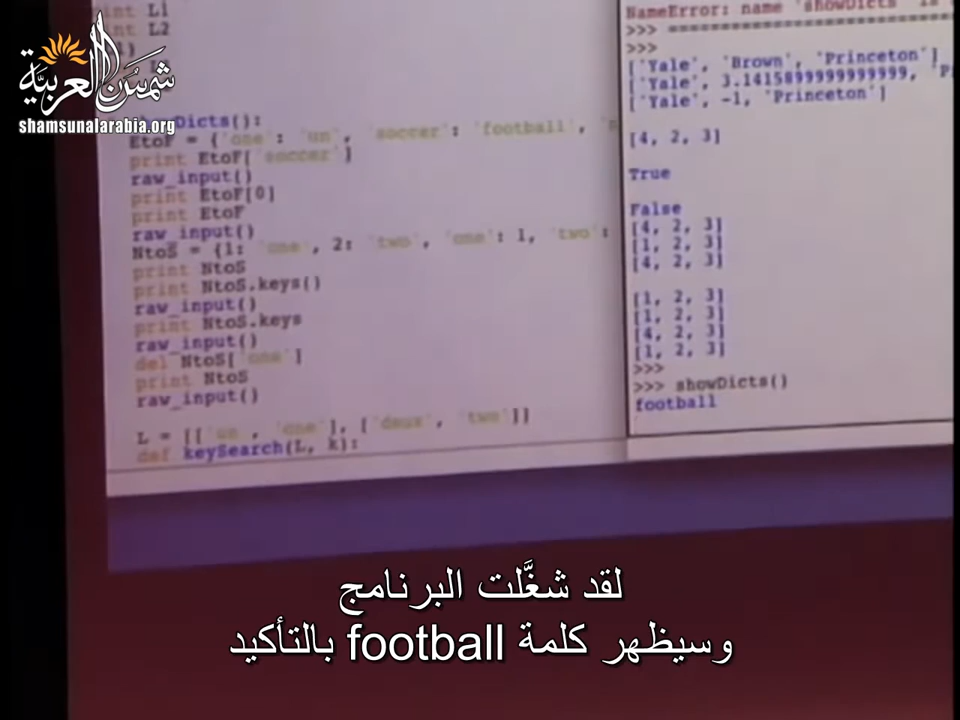 شمس العربية
shamsunalarabia.org
print L1
print L2
Dicts():
EtoF = {'one': 'un', 'soccer': 'football',
print EtoF['soccer']
raw_input()
print EtoF[0]
print EtoF
raw_input()
NtoS = {1: 'one', 2: 'two', 'one': 1, 'two':
print NtoS
print NtoS.keys()
raw_input()
print NtoS.keys
raw_input()
del NtoS['one']
print NtoS
raw_input()
L = [['un', 'one'], ['deux', 'two']]
def keySearch(L, k):
NameError: name 'showDicts' is
>>> ====================
>>>
['Yale', 'Brown', 'Princeton']
['Yale', 3.1415899999999999,
['Yale', -1, 'Princeton']
[4, 2, 3]
True
False
[4, 2, 3]
[1, 2, 3]
[4, 2, 3]
[1, 2, 3]
[1, 2, 3]
[4, 2, 3]
[1, 2, 3]
>>>
>>> showDicts()
football
لقد شغَّلت البرنامج
وسيظهر كلمة football بالتأكيد